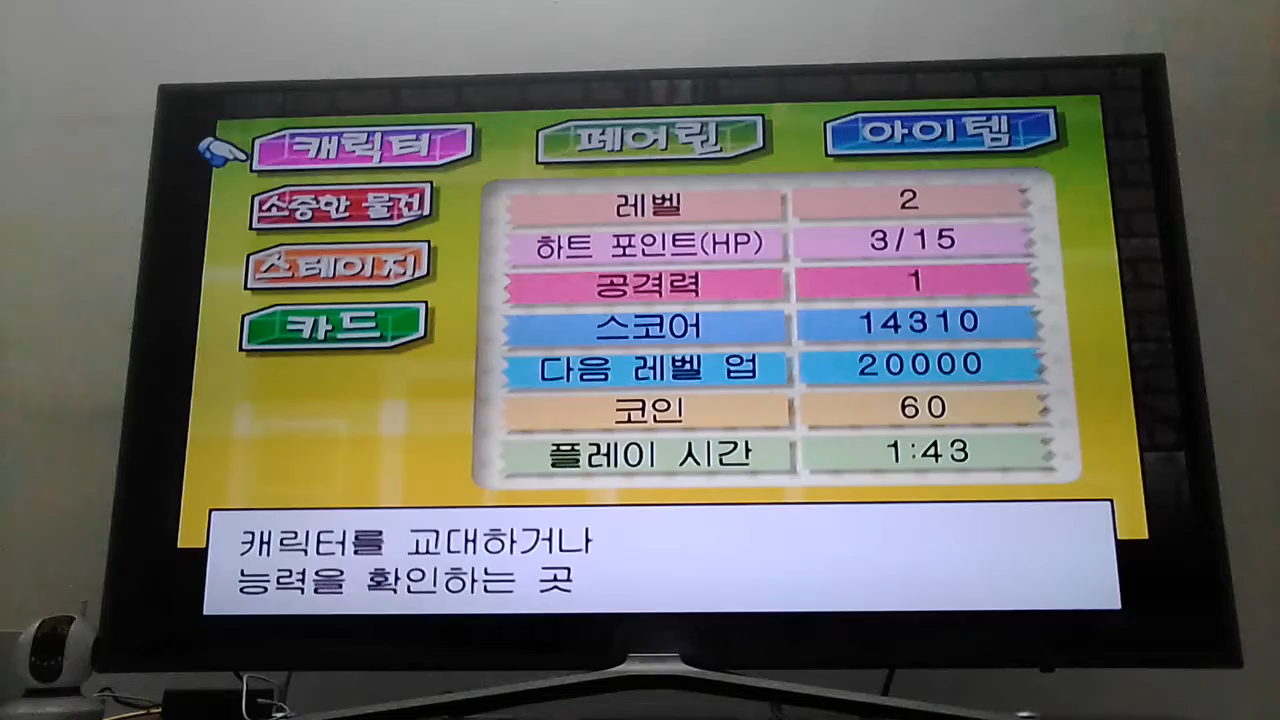 캐릭터 페어린 아이템
소중한 물건
스테이지
카드
레벨 2
하트 포인트(HP) 3/15
공격력 1
스코어 14310
다음 레벨 업 20000
코인 60
플레이 시간 1:43
캐릭터를 교대하거나
능력을 확인하는 곳